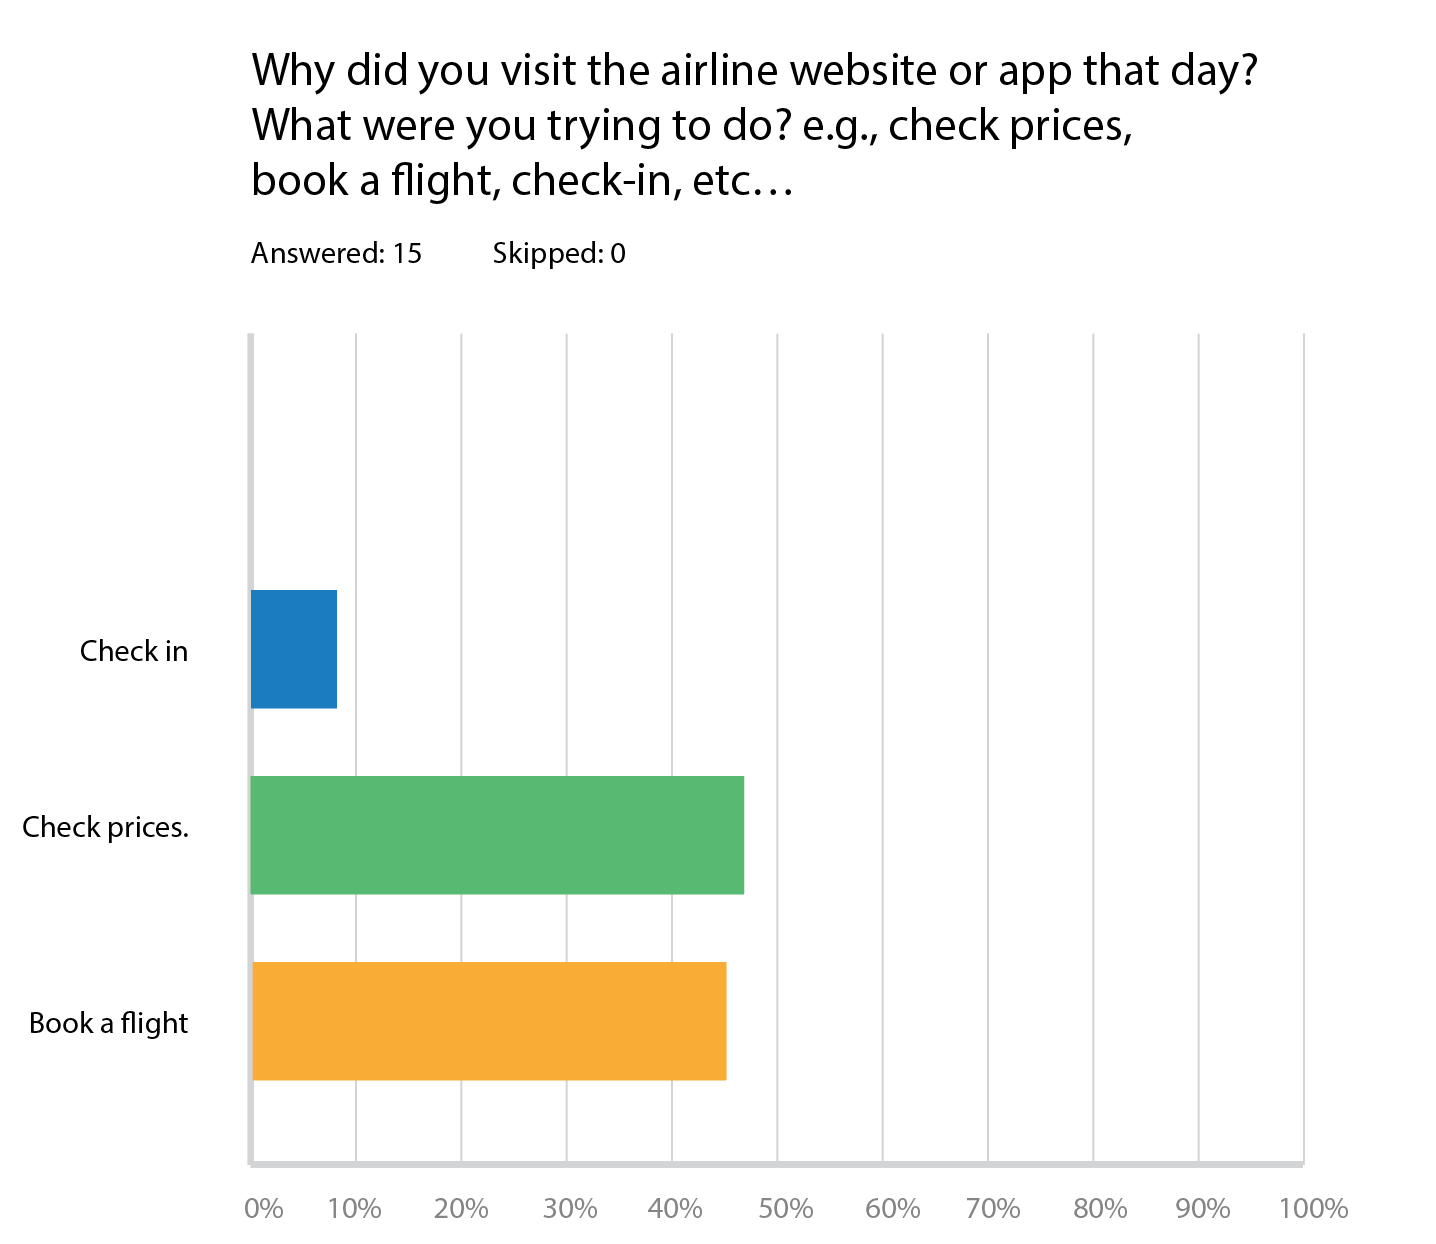 Why did you visit the airline website or app that day?
What were you trying to do? e.g., check prices,
book a flight, check-in, etc…
Answered: 15 Skipped: 0
Check in
Check prices.
Book a flight
0% 10% 20% 30% 40% 50% 60% 70% 80% 90% 100%